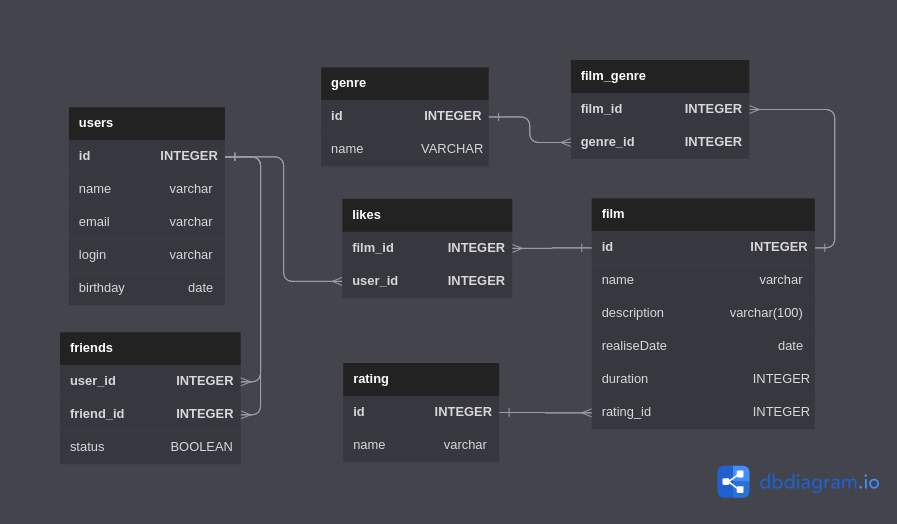 users
id INTEGER
name varchar
email varchar
login varchar
birthday date
friends
user_id INTEGER
friend_id INTEGER
status BOOLEAN
genre
id INTEGER
name VARCHAR
likes
film_id INTEGER
user_id INTEGER
rating
id INTEGER
name varchar
film_genre
film_id INTEGER
genre_id INTEGER
film
id INTEGER
name varchar
description varchar(100)
realiseDate date
duration INTEGER
rating_id INTEGER
dbdiagram.io